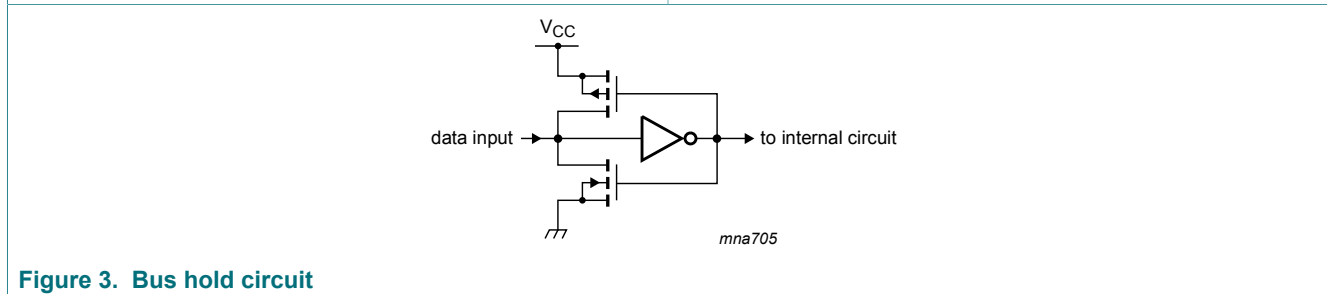 VCC
data input
to internal circuit
mna705
Figure 3. Bus hold circuit